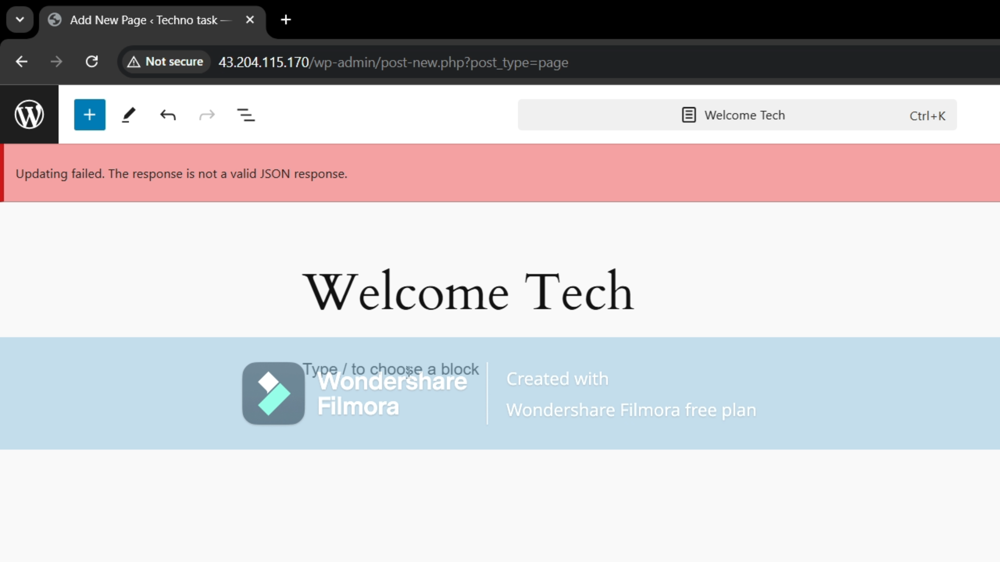 Add New Page ‹ Techno task —
Not secure
43.204.115.170/wp-admin/post-new.php?post_type=page
Welcome Tech
Ctrl+K
Updating failed. The response is not a valid JSON response.
Welcome Tech
Type / to choose a block
Wondershare
Filmora
Created with
Wondershare Filmora free plan